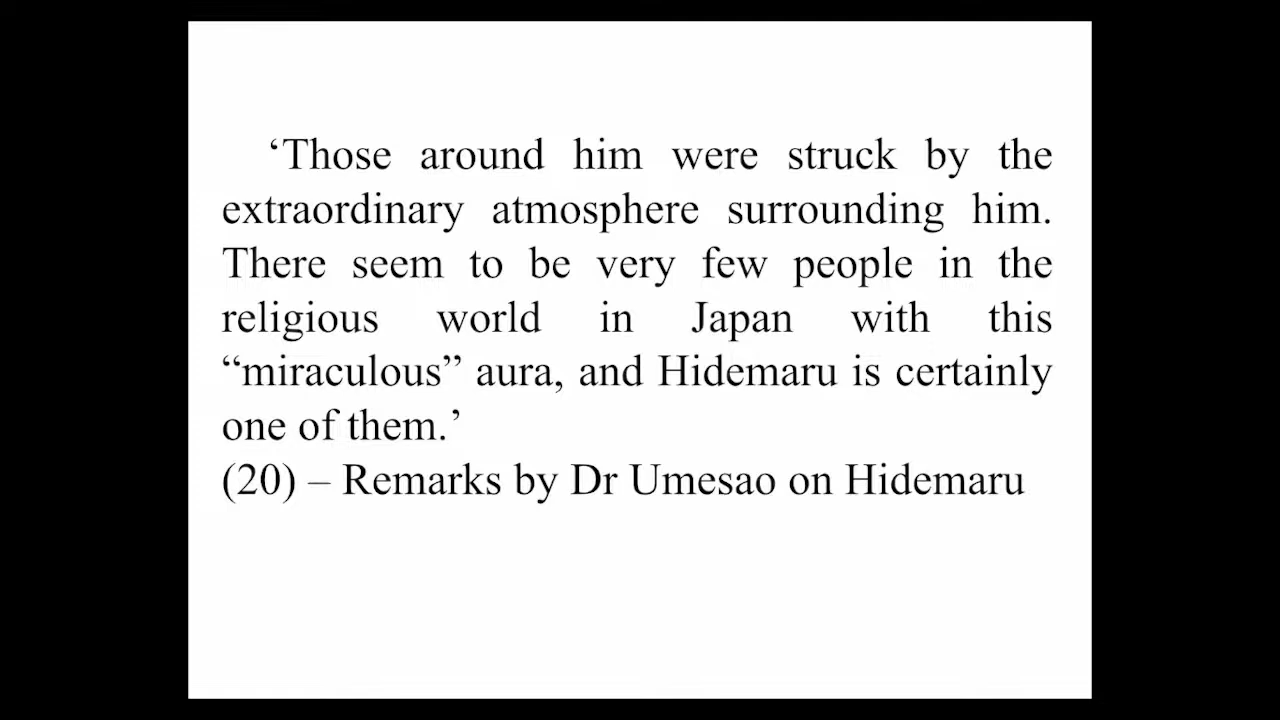 ‘Those around him were struck by the
extraordinary atmosphere surrounding him.
There seem to be very few people in the
religious world in Japan with this
“miraculous” aura, and Hidemaru is certainly
one of them.’
(20) – Remarks by Dr Umesao on Hidemaru